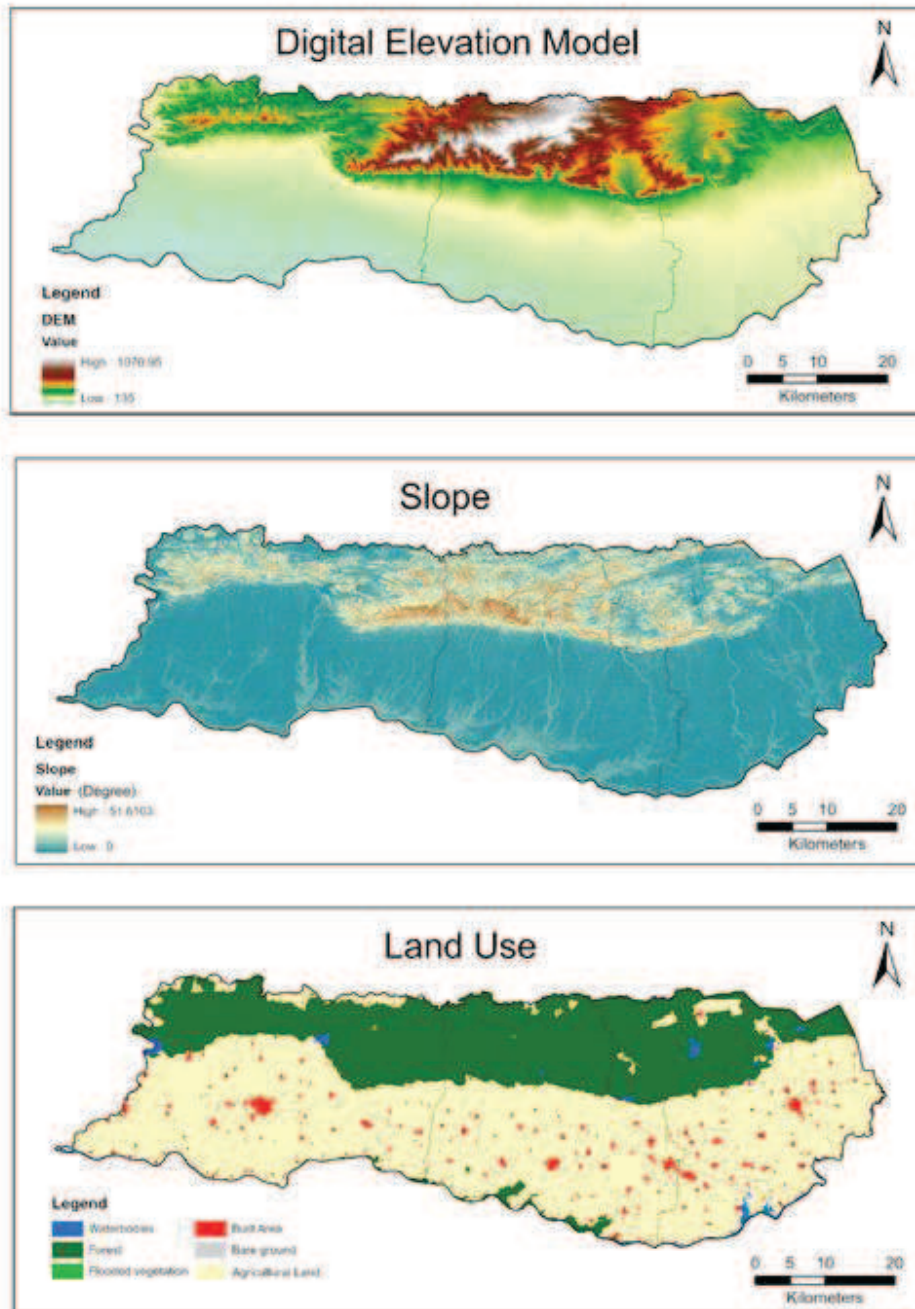 Digital Elevation Model
N
Legend
DEM
Value
High : 1076.95
Low : 135
0 5 10 20
Kilometers
Slope
N
Legend
Slope
Value (Degree)
High : 51.6103
Low : 0
0 5 10 20
Kilometers
Land Use
N
Legend
Waterbodies
Built Area
Forest
Bare ground
Flooded vegetation
Agricultural Land
0 5 10 20
Kilometers